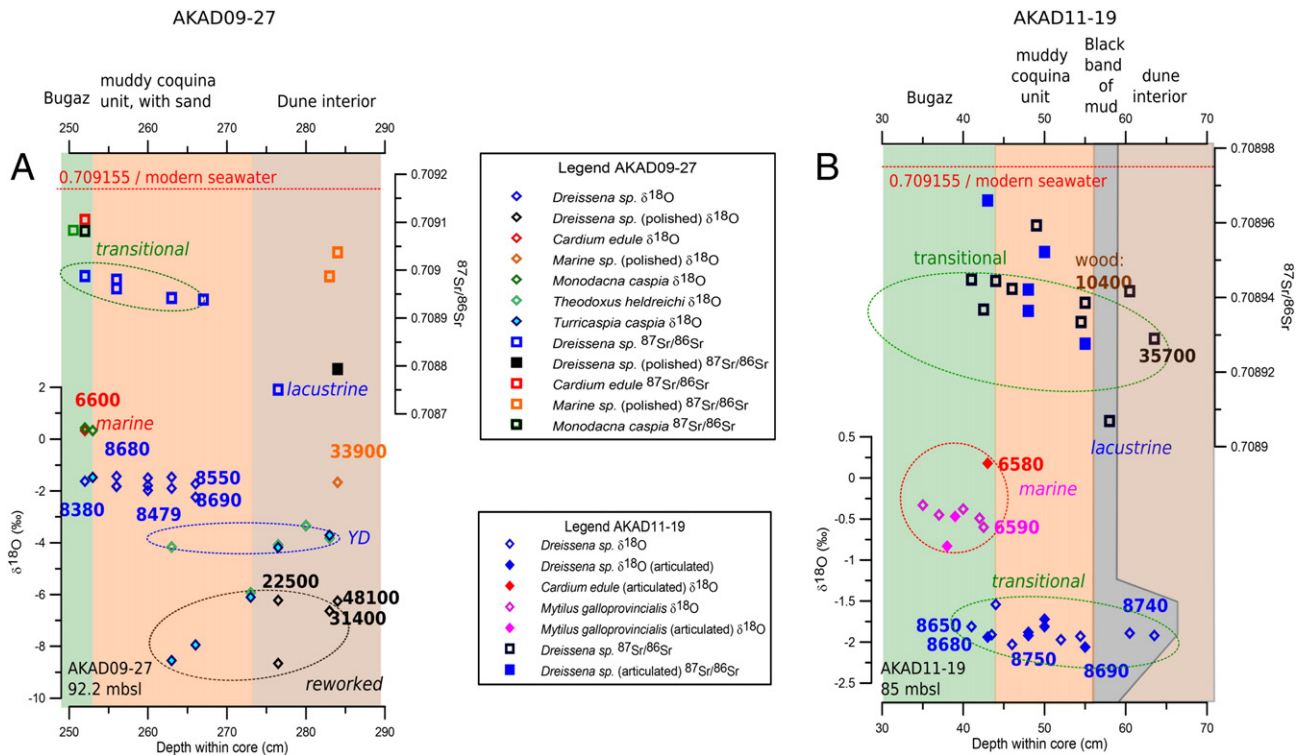 AKAD09-27
Bugaz
muddy coquina
unit, with sand
Dune interior
250 260 270 280 290
A
0.709155 / modern seawater
transitional
lacustrine
0.7092
0.7091
0.709
0.7089
0.7088
0.7087
87Sr/86Sr
2
0
-2
-4
-6
-8
-10
δ18O (‰)
6600
marine
8680
33900
8550
8690
8380
8479
YD
22500
48100
31400
reworked
AKAD09-27
92.2 mbsl
250 260 270 280 290
Depth within core (cm)
Legend AKAD09-27
Dreissena sp. δ18O
Dreissena sp. (polished) δ18O
Cardium edule δ18O
Marine sp. (polished) δ18O
Monodacna caspia δ18O
Theodoxus heldreichi δ18O
Turricaspia caspia δ18O
Dreissena sp. 87Sr/86Sr
Dreissena sp. (polished) 87Sr/86Sr
Cardium edule 87Sr/86Sr
Marine sp. (polished) 87Sr/86Sr
Monodacna caspia 87Sr/86Sr
Legend AKAD11-19
Dreissena sp. δ18O
Dreissena sp. δ18O (articulated)
Cardium edule (articulated) δ18O
Mytilus galloprovincialis δ18O
Mytilus galloprovincialis (articulated) δ18O
Dreissena sp. 87Sr/86Sr
Dreissena sp. (articulated) 87Sr/86Sr
AKAD11-19
Bugaz
muddy
coquina
unit
Black
band
of
mud
dune
interior
30 40 50 60 70
B
0.709155 / modern seawater
transitional
wood:
10400
35700
lacustrine
0.70898
0.70896
0.70894
0.70892
0.7089
87Sr/86Sr
0.5
0
-0.5
-1
-1.5
-2
-2.5
δ18O (‰)
6580
marine
6590
transitional
8740
8650
8680
8750
8690
AKAD11-19
85 mbsl
30 40 50 60 70
Depth within core (cm)